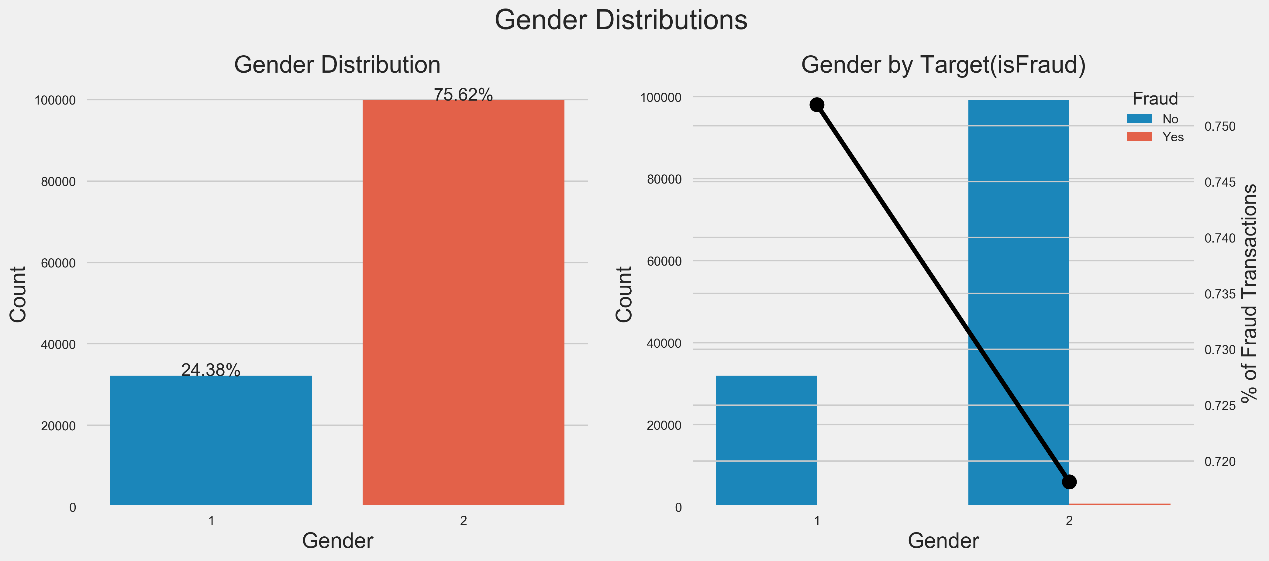 Gender Distributions
Gender Distribution
100000
80000
60000
40000
20000
0
Count
24.38%
75.62%
1
2
Gender
Gender by Target(isFraud)
100000
80000
60000
40000
20000
0
Count
Fraud
No
Yes
0.750
0.745
0.740
0.735
0.730
0.725
0.720
% of Fraud Transactions
1
2
Gender